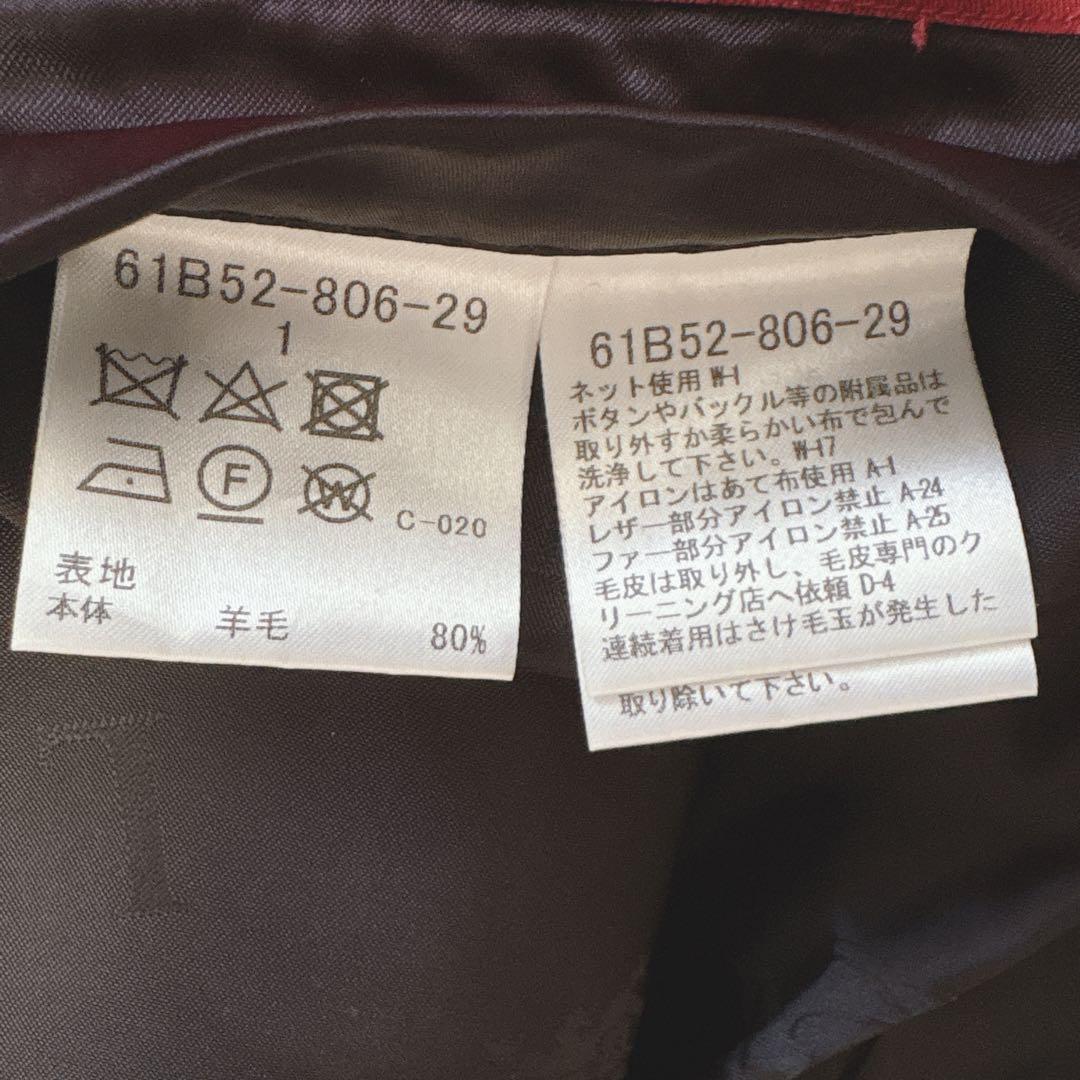 61B52-806-29
1
F
W
C-020
表地
本体 羊毛 80%
61B52-806-29
ネット使用 W-1
ボタンやバックル等の附属品は
取り外すか柔らかい布で包んで
洗浄して下さい。W-17
アイロンはあて布使用 A-1
レザー部分アイロン禁止 A-24
ファー部分アイロン禁止 A-25
毛皮は取り外し、毛皮専門のク
リーニング店へ依頼 D-4
連続着用はさけ毛玉が発生した
取り除いて下さい。